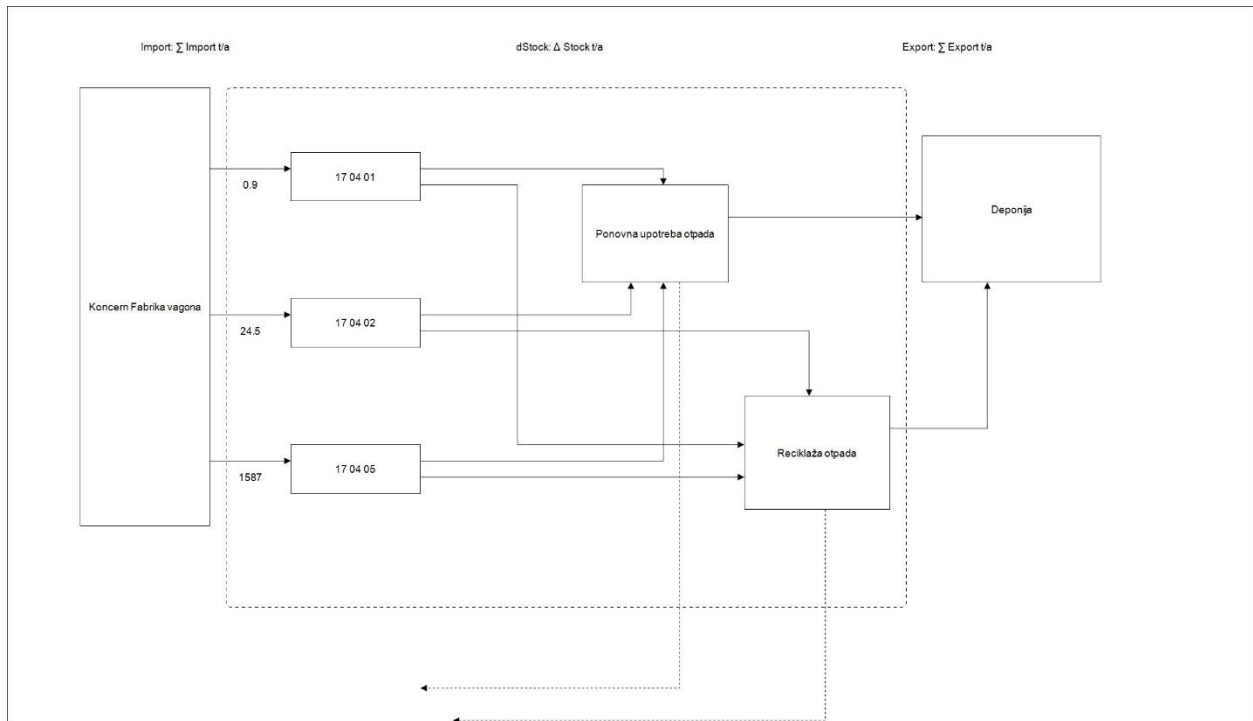 Import: ∑ Import t/a
dStock: Δ Stock t/a
Export: ∑ Export t/a
0.9
17 04 01
Ponovna upotreba otpada
Deponija
Koncern Fabrika vagona
24.5
17 04 02
Reciklaža otpada
1587
17 04 05